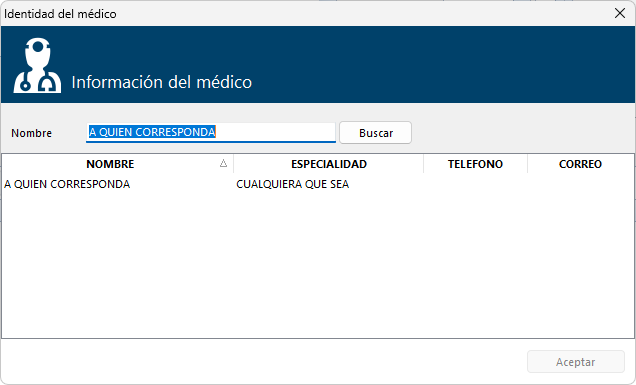 Identidad del médico
Información del médico
Nombre A QUIEN CORRESPONDA Buscar
NOMBRE ESPECIALIDAD TELEFONO CORREO
A QUIEN CORRESPONDA CUALQUIERA QUE SEA
Aceptar